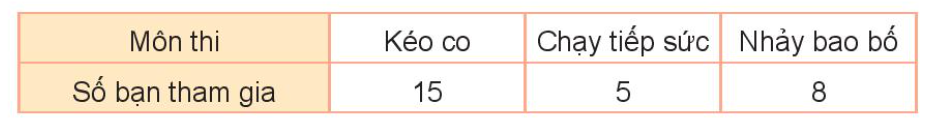 Môn thi Kéo co Chạy tiếp sức Nhảy bao bố
Số bạn tham gia 15 5 8